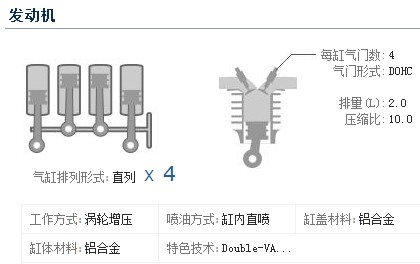 发动机
每缸气门数: 4
气门形式: DOHC
排量(L): 2.0
压缩比: 10.0
气缸排列形式: 直列 x 4
工作方式: 涡轮增压 喷油方式: 缸内直喷 缸盖材料: 铝合金
缸体材料: 铝合金 特色技术: Double-VA...